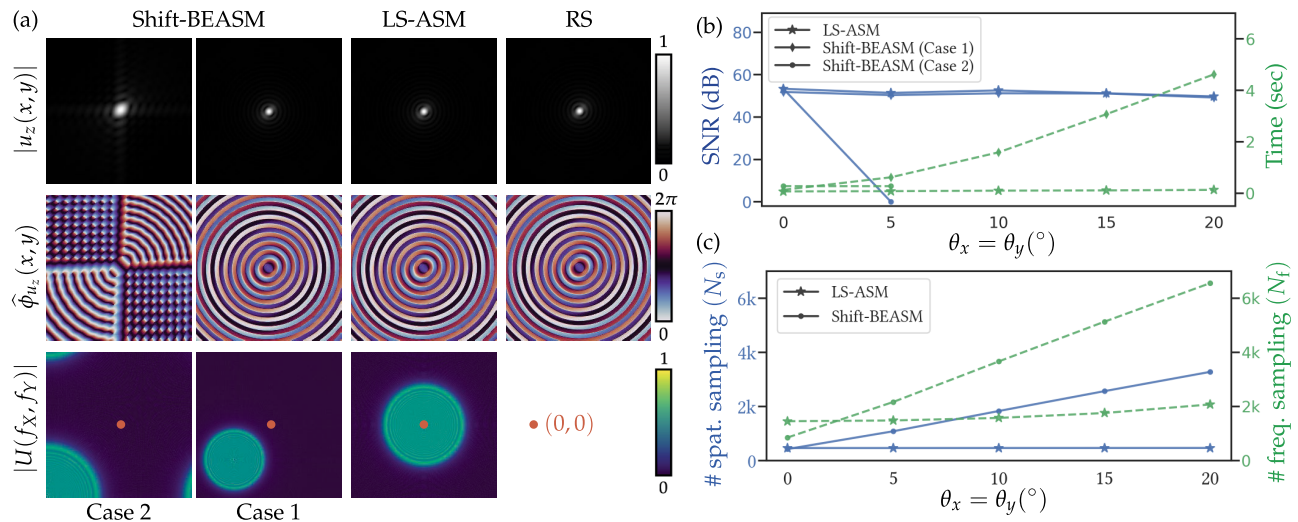 (a)
Shift-BEASM
LS-ASM
RS
|u_z(x, y)|
1
0
\hat{ϕ}_{u_z}(x, y)
2π
0
|U(f_X, f_Y)|
(0, 0)
1
0
Case 2
Case 1
(b)
SNR (dB)
80
60
40
20
0
LS-ASM
Shift-BEASM (Case 1)
Shift-BEASM (Case 2)
6
4
2
0
Time (sec)
0
5
10
15
20
θ_x = θ_y(°)
(c)
# spat. sampling (N_s)
6k
4k
2k
0
LS-ASM
Shift-BEASM
6k
4k
2k
0
# freq. sampling (N_f)
0
5
10
15
20
θ_x = θ_y(°)